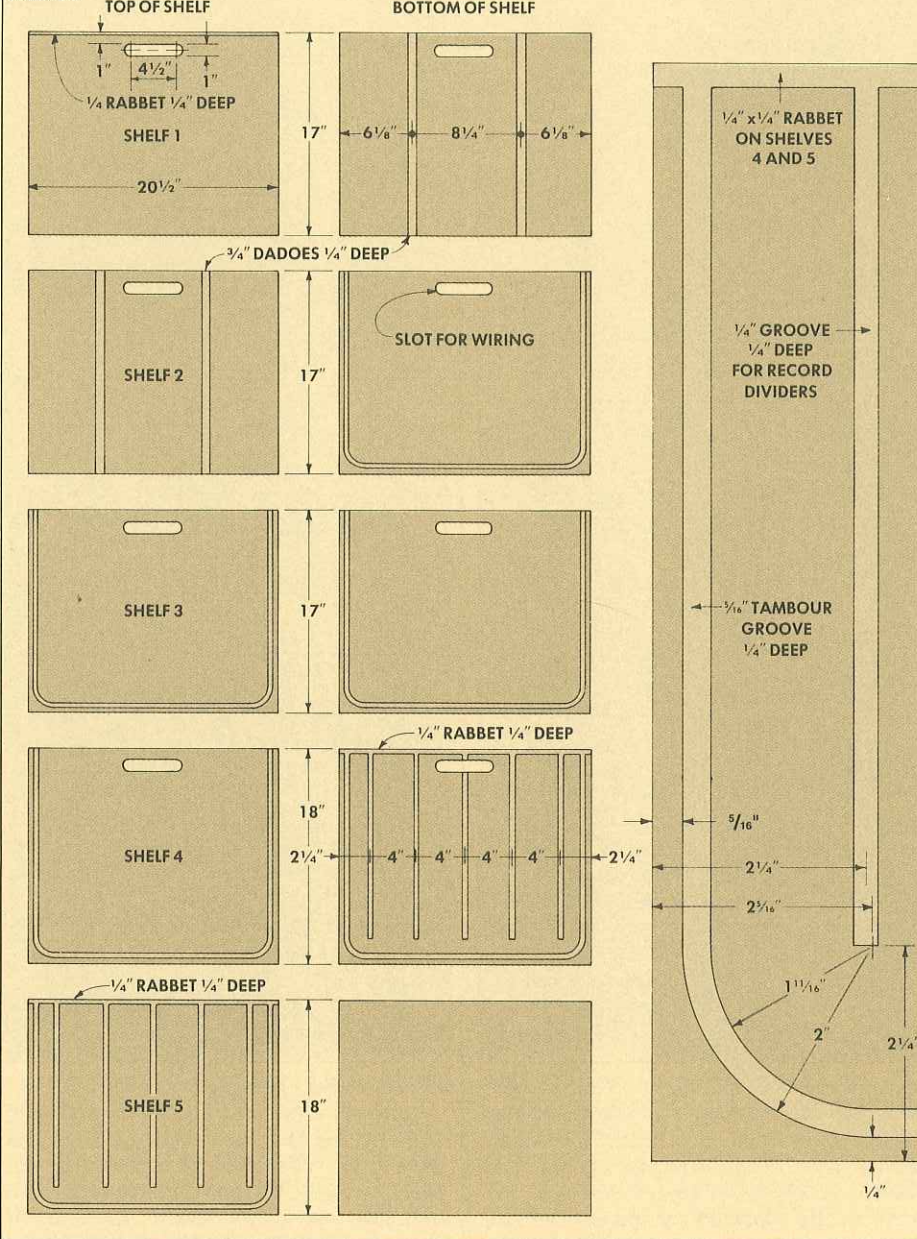 TOP OF SHELF
BOTTOM OF SHELF
1"
4½"
1"
¼ RABBET ¼" DEEP
SHELF 1
20½"
17"
6⅛"
8¼"
6⅛"
¾" DADOES ¼" DEEP
SHELF 2
17"
SLOT FOR WIRING
SHELF 3
17"
¼" RABBET ¼" DEEP
SHELF 4
18"
2¼"
4"
4"
4"
4"
2¼"
¼" RABBET ¼" DEEP
SHELF 5
18"
¼" x ¼" RABBET
ON SHELVES
4 AND 5
¼" GROOVE
¼" DEEP
FOR RECORD
DIVIDERS
5/16" TAMBOUR
GROOVE
¼" DEEP
5/16"
2¼"
2 5/16"
1 11/16"
2"
2¼"
¼"